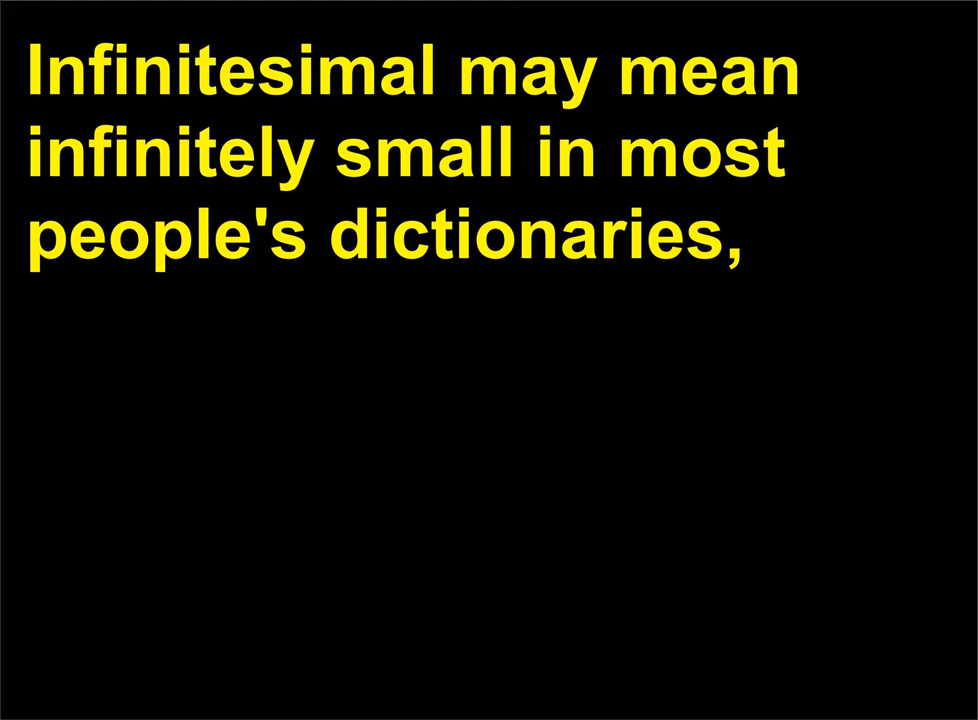 Infinitesimal may mean
infinitely small in most
people's dictionaries,